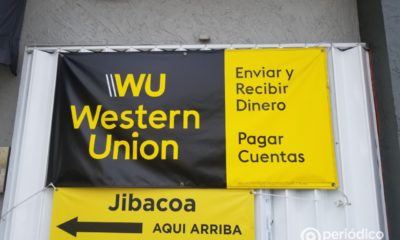 WU
Western
Union
Enviar y
Recibir
Dinero
Pagar
Cuentas
Jibacoa
AQUI ARRIBA
periódico